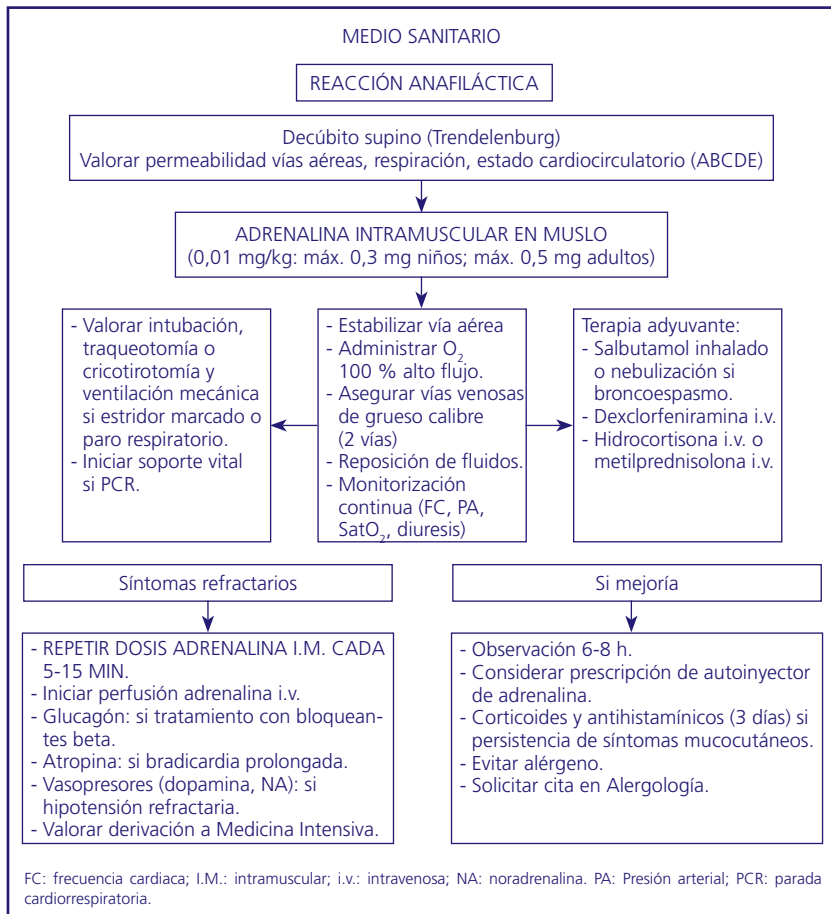 MEDIO SANITARIO
REACCIÓN ANAFILÁCTICA
Decúbito supino (Trendelenburg)
Valorar permeabilidad vías aéreas, respiración, estado cardiocirculatorio (ABCDE)
ADRENALINA INTRAMUSCULAR EN MUSLO
(0,01 mg/kg: máx. 0,3 mg niños; máx. 0,5 mg adultos)
- Valorar intubación,
traqueotomía o
cricotirotomía y
ventilación mecánica
si estridor marcado o
paro respiratorio.
- Iniciar soporte vital
si PCR.
- Estabilizar vía aérea
- Administrar O2
100 % alto flujo.
- Asegurar vías venosas
de grueso calibre
(2 vías)
- Reposición de fluidos.
- Monitorización
continua (FC, PA,
SatO2, diuresis)
Terapia adyuvante:
- Salbutamol inhalado
o nebulización si
broncoespasmo.
- Dexclorfeniramina i.v.
- Hidrocortisona i.v. o
metilprednisolona i.v.
Síntomas refractarios
- REPETIR DOSIS ADRENALINA I.M. CADA
5-15 MIN.
- Iniciar perfusión adrenalina i.v.
- Glucagón: si tratamiento con bloquean-
tes beta.
- Atropina: si bradicardia prolongada.
- Vasopresores (dopamina, NA): si
hipotensión refractaria.
- Valorar derivación a Medicina Intensiva.
Si mejoría
- Observación 6-8 h.
- Considerar prescripción de autoinyector
de adrenalina.
- Corticoides y antihistamínicos (3 días) si
persistencia de síntomas mucocutáneos.
- Evitar alérgeno.
- Solicitar cita en Alergología.
FC: frecuencia cardiaca; I.M.: intramuscular; i.v.: intravenosa; NA: noradrenalina. PA: Presión arterial; PCR: parada
cardiorrespiratoria.